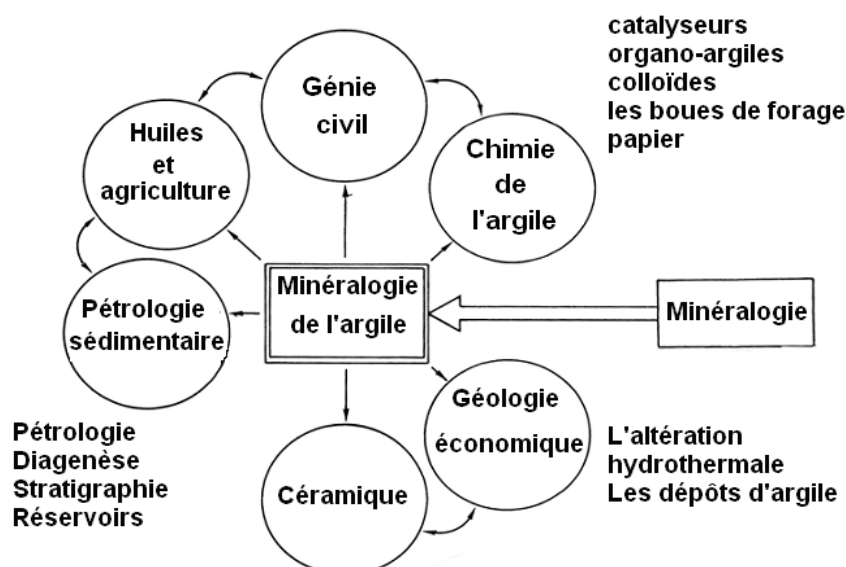 catalyseurs
organo-argiles
colloïdes
les boues de forage
papier
Génie
civil
Huiles
et
agriculture
Chimie
de
l'argile
Minéralogie
de l'argile
Minéralogie
Pétrologie
sédimentaire
Géologie
économique
Céramique
Pétrologie
Diagenèse
Stratigraphie
Réservoirs
L'altération
hydrothermale
Les dépôts d'argile